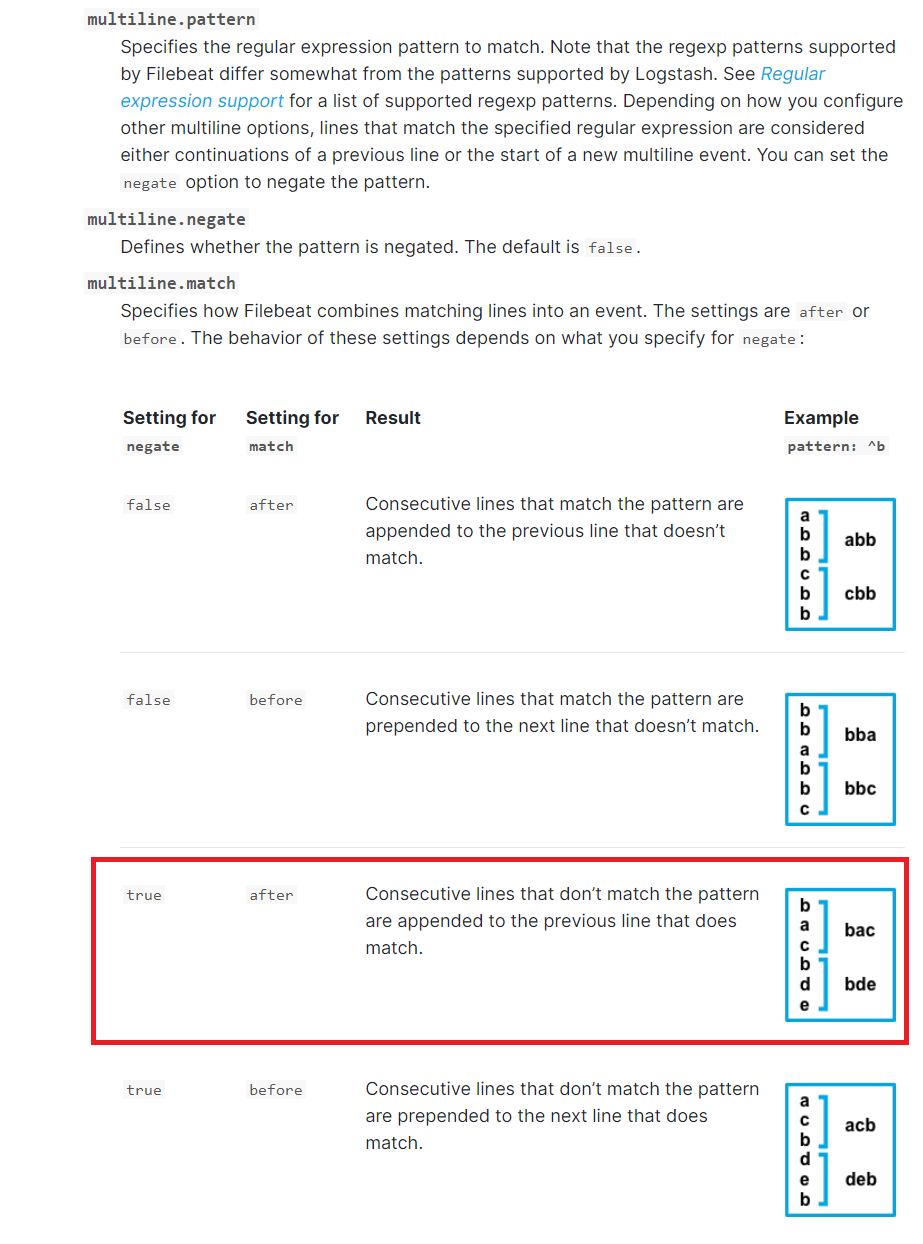 multiline.pattern
Specifies the regular expression pattern to match. Note that the regexp patterns supported
by Filebeat differ somewhat from the patterns supported by Logstash. See Regular
expression support for a list of supported regexp patterns. Depending on how you configure
other multiline options, lines that match the specified regular expression are considered
either continuations of a previous line or the start of a new multiline event. You can set the
negate option to negate the pattern.
multiline.negate
Defines whether the pattern is negated. The default is false.
multiline.match
Specifies how Filebeat combines matching lines into an event. The settings are after or
before. The behavior of these settings depends on what you specify for negate:
Setting for negate
Setting for match
Result
Example
pattern: ^b
false
after
Consecutive lines that match the pattern are
appended to the previous line that doesn’t
match.
a
b
b
abb
c
b
b
cbb
false
before
Consecutive lines that match the pattern are
prepended to the next line that doesn’t match.
b
b
a
bba
b
b
c
bbc
true
after
Consecutive lines that don’t match the pattern
are appended to the previous line that does
match.
b
a
c
bac
b
d
e
bde
true
before
Consecutive lines that don’t match the pattern
are prepended to the next line that does
match.
a
c
b
acb
d
e
b
deb